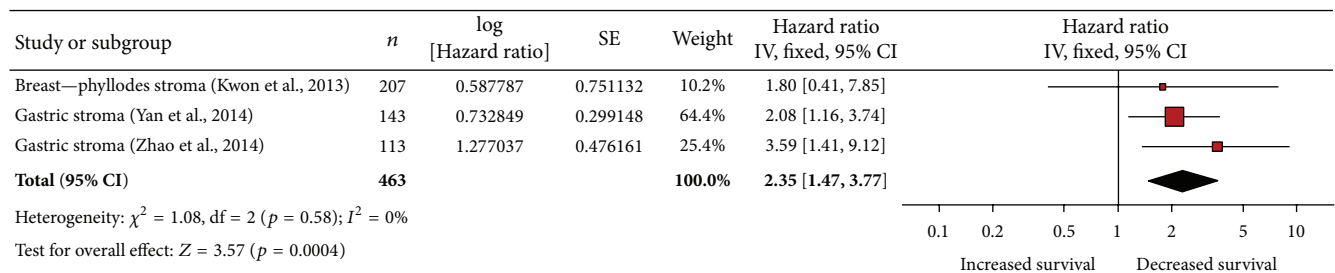 Study or subgroup n log [Hazard ratio] SE Weight Hazard ratio IV, fixed, 95% CI Hazard ratio IV, fixed, 95% CI
Breast—phyllodes stroma (Kwon et al., 2013) 207 0.587787 0.751132 10.2% 1.80 [0.41, 7.85]
Gastric stroma (Yan et al., 2014) 143 0.732849 0.299148 64.4% 2.08 [1.16, 3.74]
Gastric stroma (Zhao et al., 2014) 113 1.277037 0.476161 25.4% 3.59 [1.41, 9.12]
Total (95% CI) 463 100.0% 2.35 [1.47, 3.77]
Heterogeneity: χ² = 1.08, df = 2 (p = 0.58); I² = 0%
Test for overall effect: Z = 3.57 (p = 0.0004)
0.1 0.2 0.5 1 2 5 10
Increased survival Decreased survival